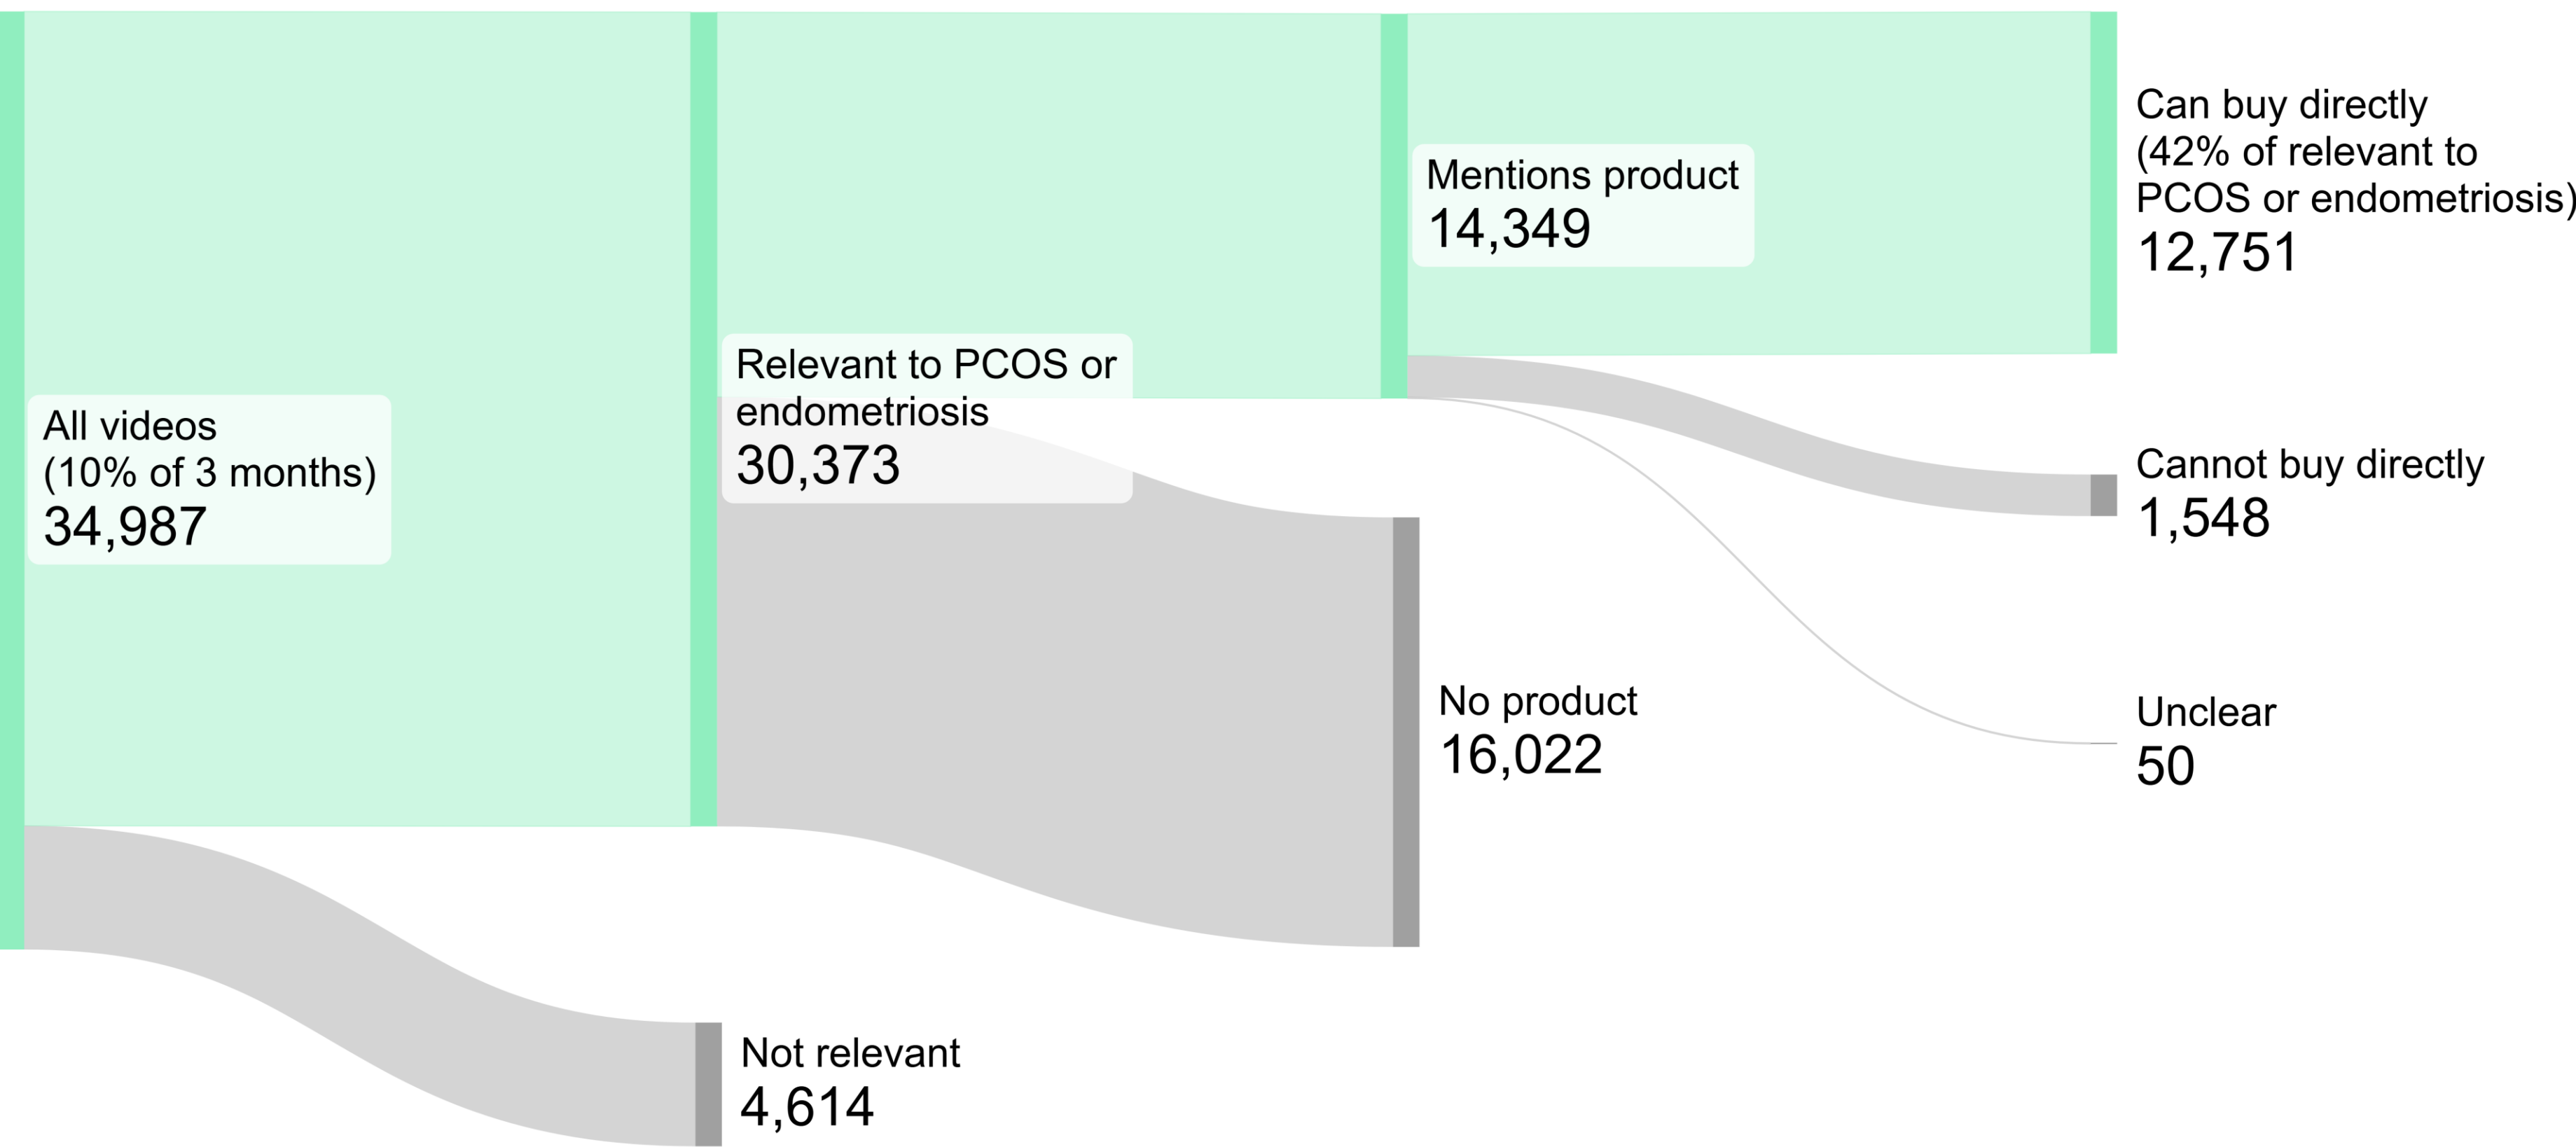 All videos
(10% of 3 months)
34,987
Relevant to PCOS or
endometriosis
30,373
Not relevant
4,614
Mentions product
14,349
No product
16,022
Can buy directly
(42% of relevant to
PCOS or endometriosis)
12,751
Cannot buy directly
1,548
Unclear
50